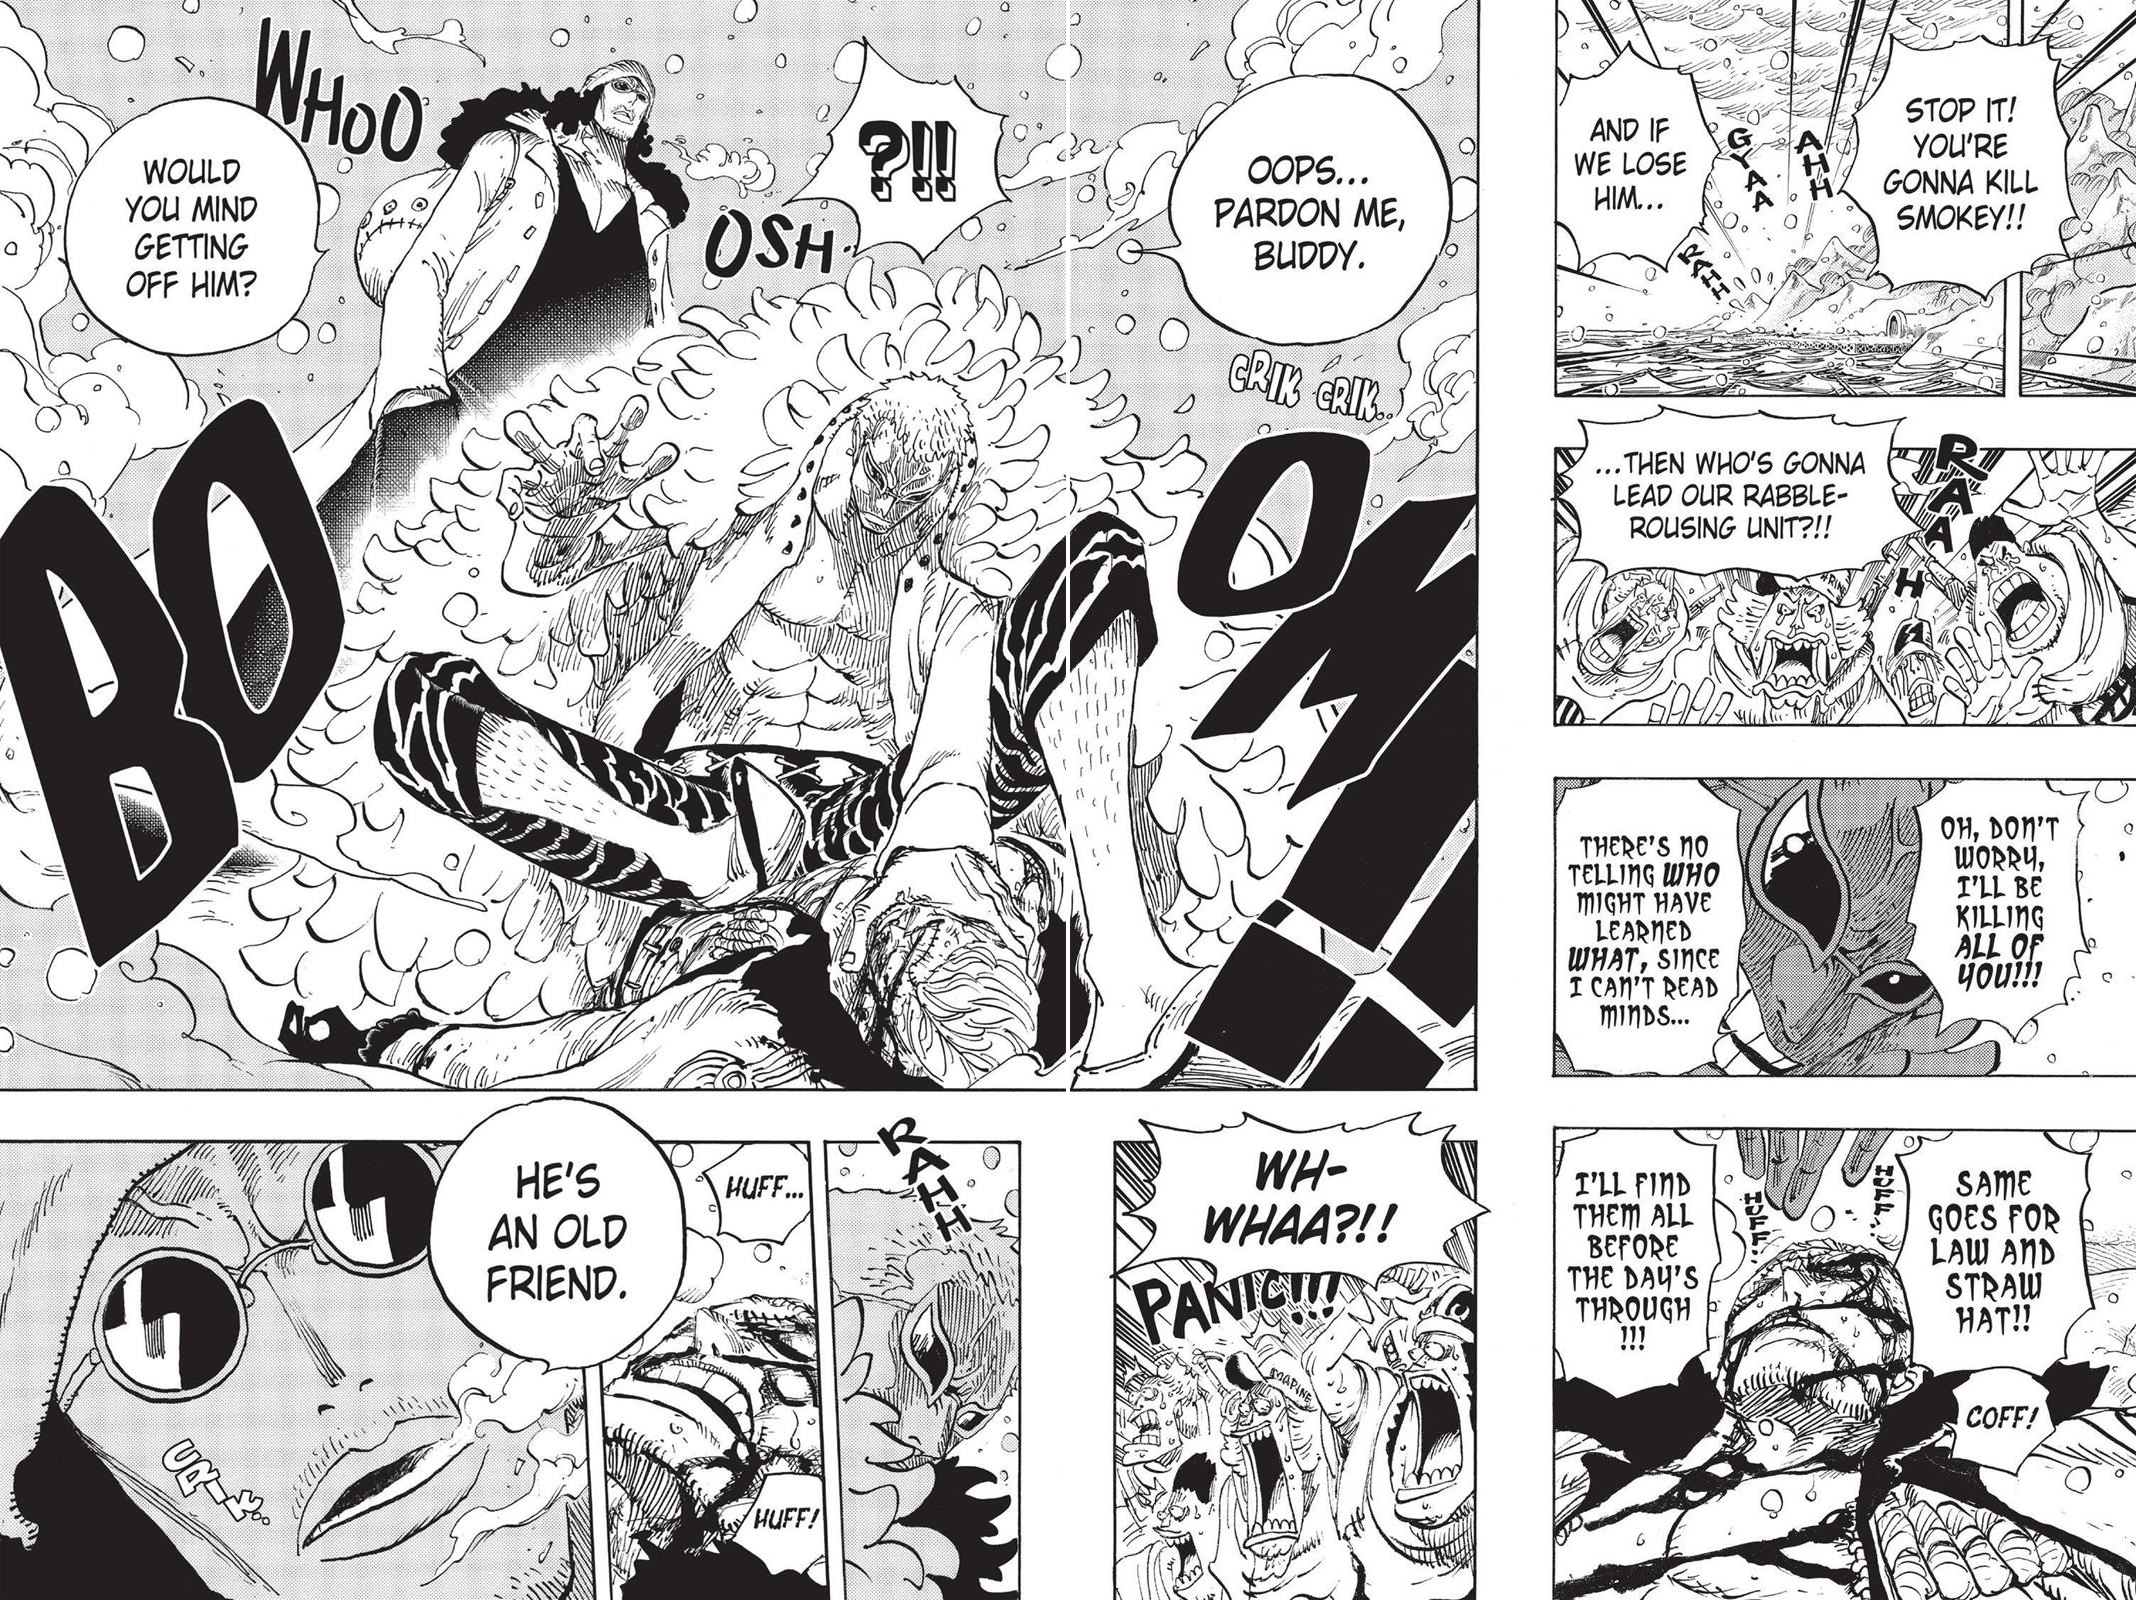 STOP IT!
YOU'RE
GONNA KILL
SMOKEY!!
AHH
GYAA
RAHH
AND IF
WE LOSE
HIM...
...THEN WHO'S GONNA
LEAD OUR RABBLE-
ROUSING UNIT?!!
RAAA
H
OH, DON'T
WORRY,
I'LL BE
KILLING
ALL OF
YOU!!!
THERE'S NO
TELLING WHO
MIGHT HAVE
LEARNED
WHAT, SINCE
I CAN'T READ
MINDS...
SAME
GOES FOR
LAW AND
STRAW
HAT!!
HUFF..
HUFF..
COFF!
I'LL FIND
THEM ALL
BEFORE
THE DAY'S
THROUGH
!!!
OOPS...
PARDON ME,
BUDDY.
CRIK CRIK..
?!!
WHOO
OSH..
WOULD
YOU MIND
GETTING
OFF HIM?
BOOM!!
WH-
WHAA?!!
PANIC!!!
MARINE
RAHH
HUFF...
HUFF!
HE'S
AN OLD
FRIEND.
CRIK...